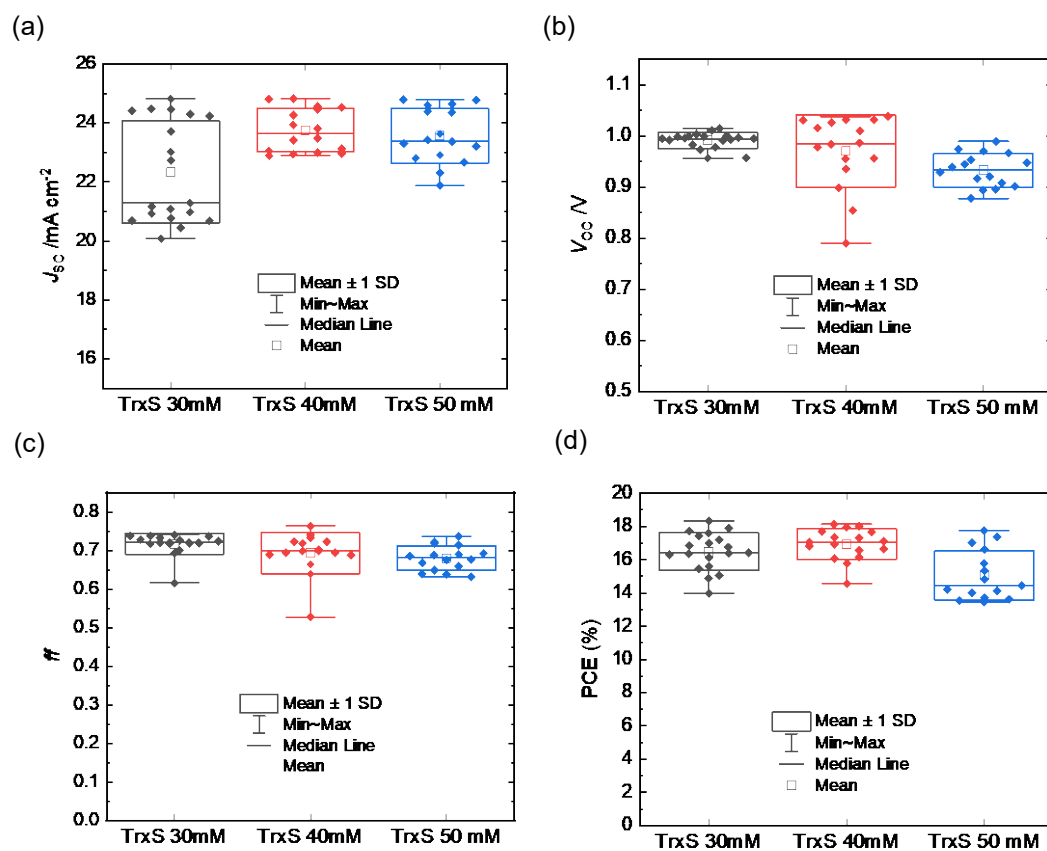 (a)
26
24
22
20
18
16
J_SC /mA cm⁻²
Mean ± 1 SD
Min~Max
Median Line
Mean
TrxS 30mM TrxS 40mM TrxS 50 mM
(b)
1.1
1.0
0.9
0.8
0.7
0.6
0.5
V_OC /V
Mean ± 1 SD
Min~Max
Median Line
Mean
TrxS 30mM TrxS 40mM TrxS 50 mM
(c)
0.8
0.7
0.6
0.5
0.4
0.3
0.2
0.1
0.0
ff
Mean ± 1 SD
Min~Max
Median Line
Mean
TrxS 30mM TrxS 40mM TrxS 50 mM
(d)
20
18
16
14
12
10
8
6
4
2
0
PCE (%)
Mean ± 1 SD
Min~Max
Median Line
Mean
TrxS 30mM TrxS 40mM TrxS 50 mM